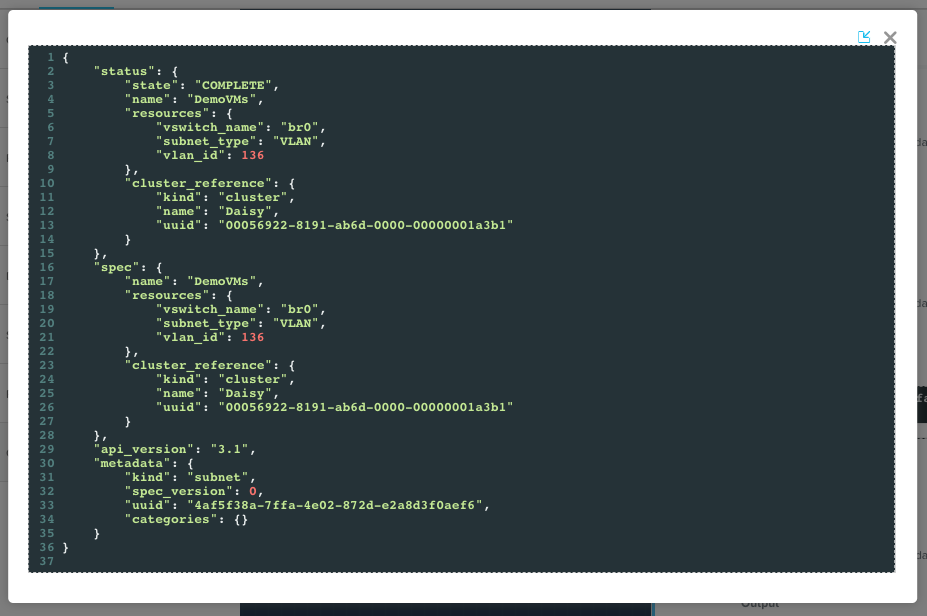 1 {
2     "status": {
3         "state": "COMPLETE",
4         "name": "DemoVMs",
5         "resources": {
6             "vswitch_name": "br0",
7             "subnet_type": "VLAN",
8             "vlan_id": 136
9         },
10         "cluster_reference": {
11             "kind": "cluster",
12             "name": "Daisy",
13             "uuid": "00056922-8191-ab6d-0000-00000001a3b1"
14         }
15     },
16     "spec": {
17         "name": "DemoVMs",
18         "resources": {
19             "vswitch_name": "br0",
20             "subnet_type": "VLAN",
21             "vlan_id": 136
22         },
23         "cluster_reference": {
24             "kind": "cluster",
25             "name": "Daisy",
26             "uuid": "00056922-8191-ab6d-0000-00000001a3b1"
27         }
28     },
29     "api_version": "3.1",
30     "metadata": {
31         "kind": "subnet",
32         "spec_version": 0,
33         "uuid": "4af5f38a-7ffa-4e02-872d-e2a8d3f0aef6",
34         "categories": {}
35     }
36 }
37
Output